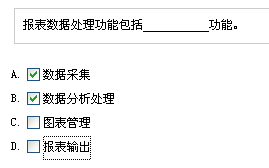 报表数据处理功能包括__________功能。
A. 数据采集
B. 数据分析处理
C. 图表管理
D. 报表输出